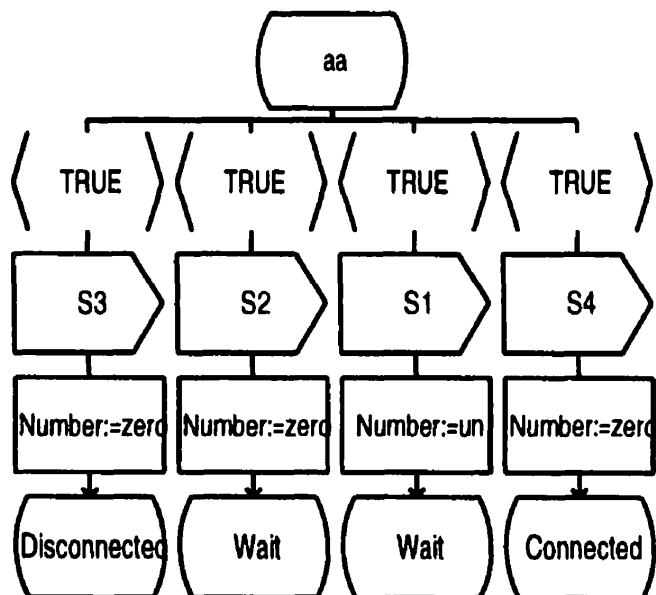 aa
TRUE TRUE TRUE TRUE
S3 S2 S1 S4
Number:=zero Number:=zero Number:=un Number:=zero
Disconnected Wait Wait Connected